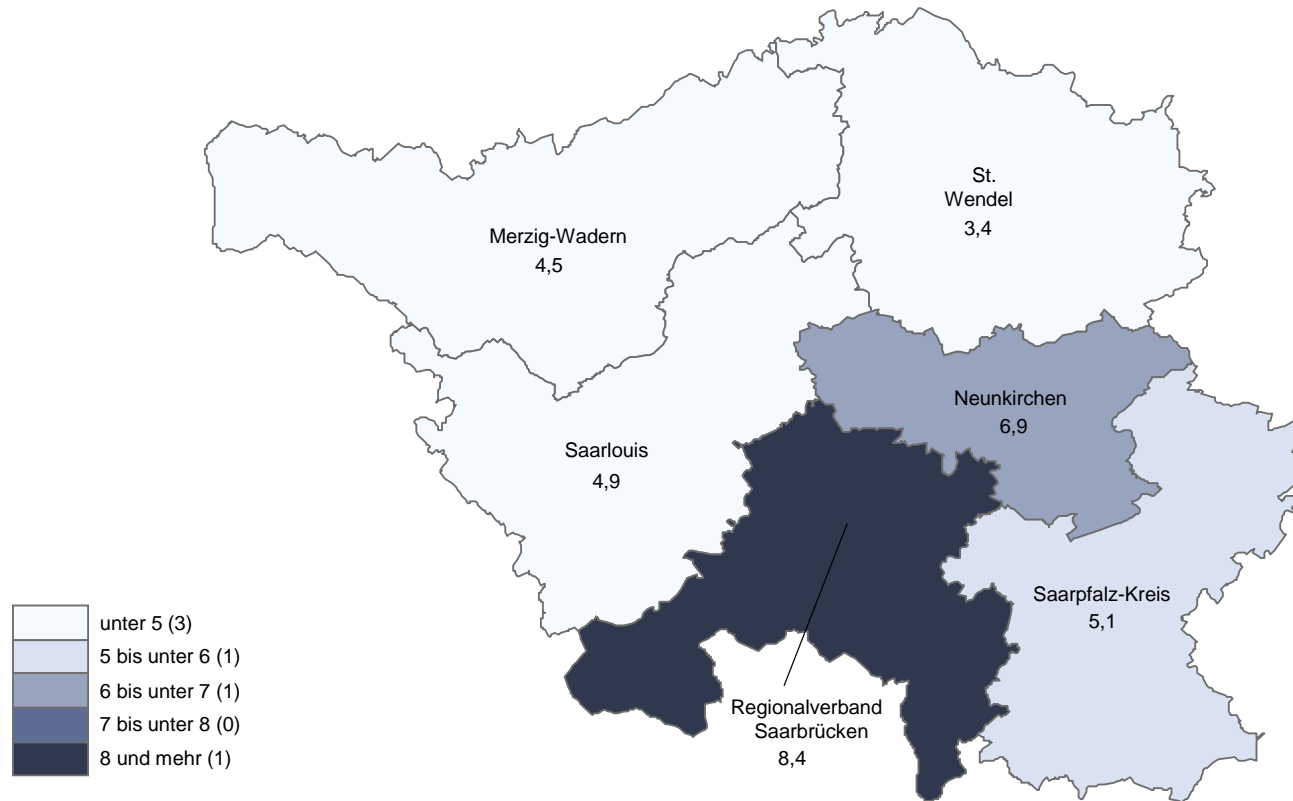 St.
Wendel
3,4
Merzig-Wadern
4,5
Neunkirchen
6,9
Saarlouis
4,9
Saarpfalz-Kreis
5,1
Regionalverband
Saarbrücken
8,4
unter 5 (3)
5 bis unter 6 (1)
6 bis unter 7 (1)
7 bis unter 8 (0)
8 und mehr (1)